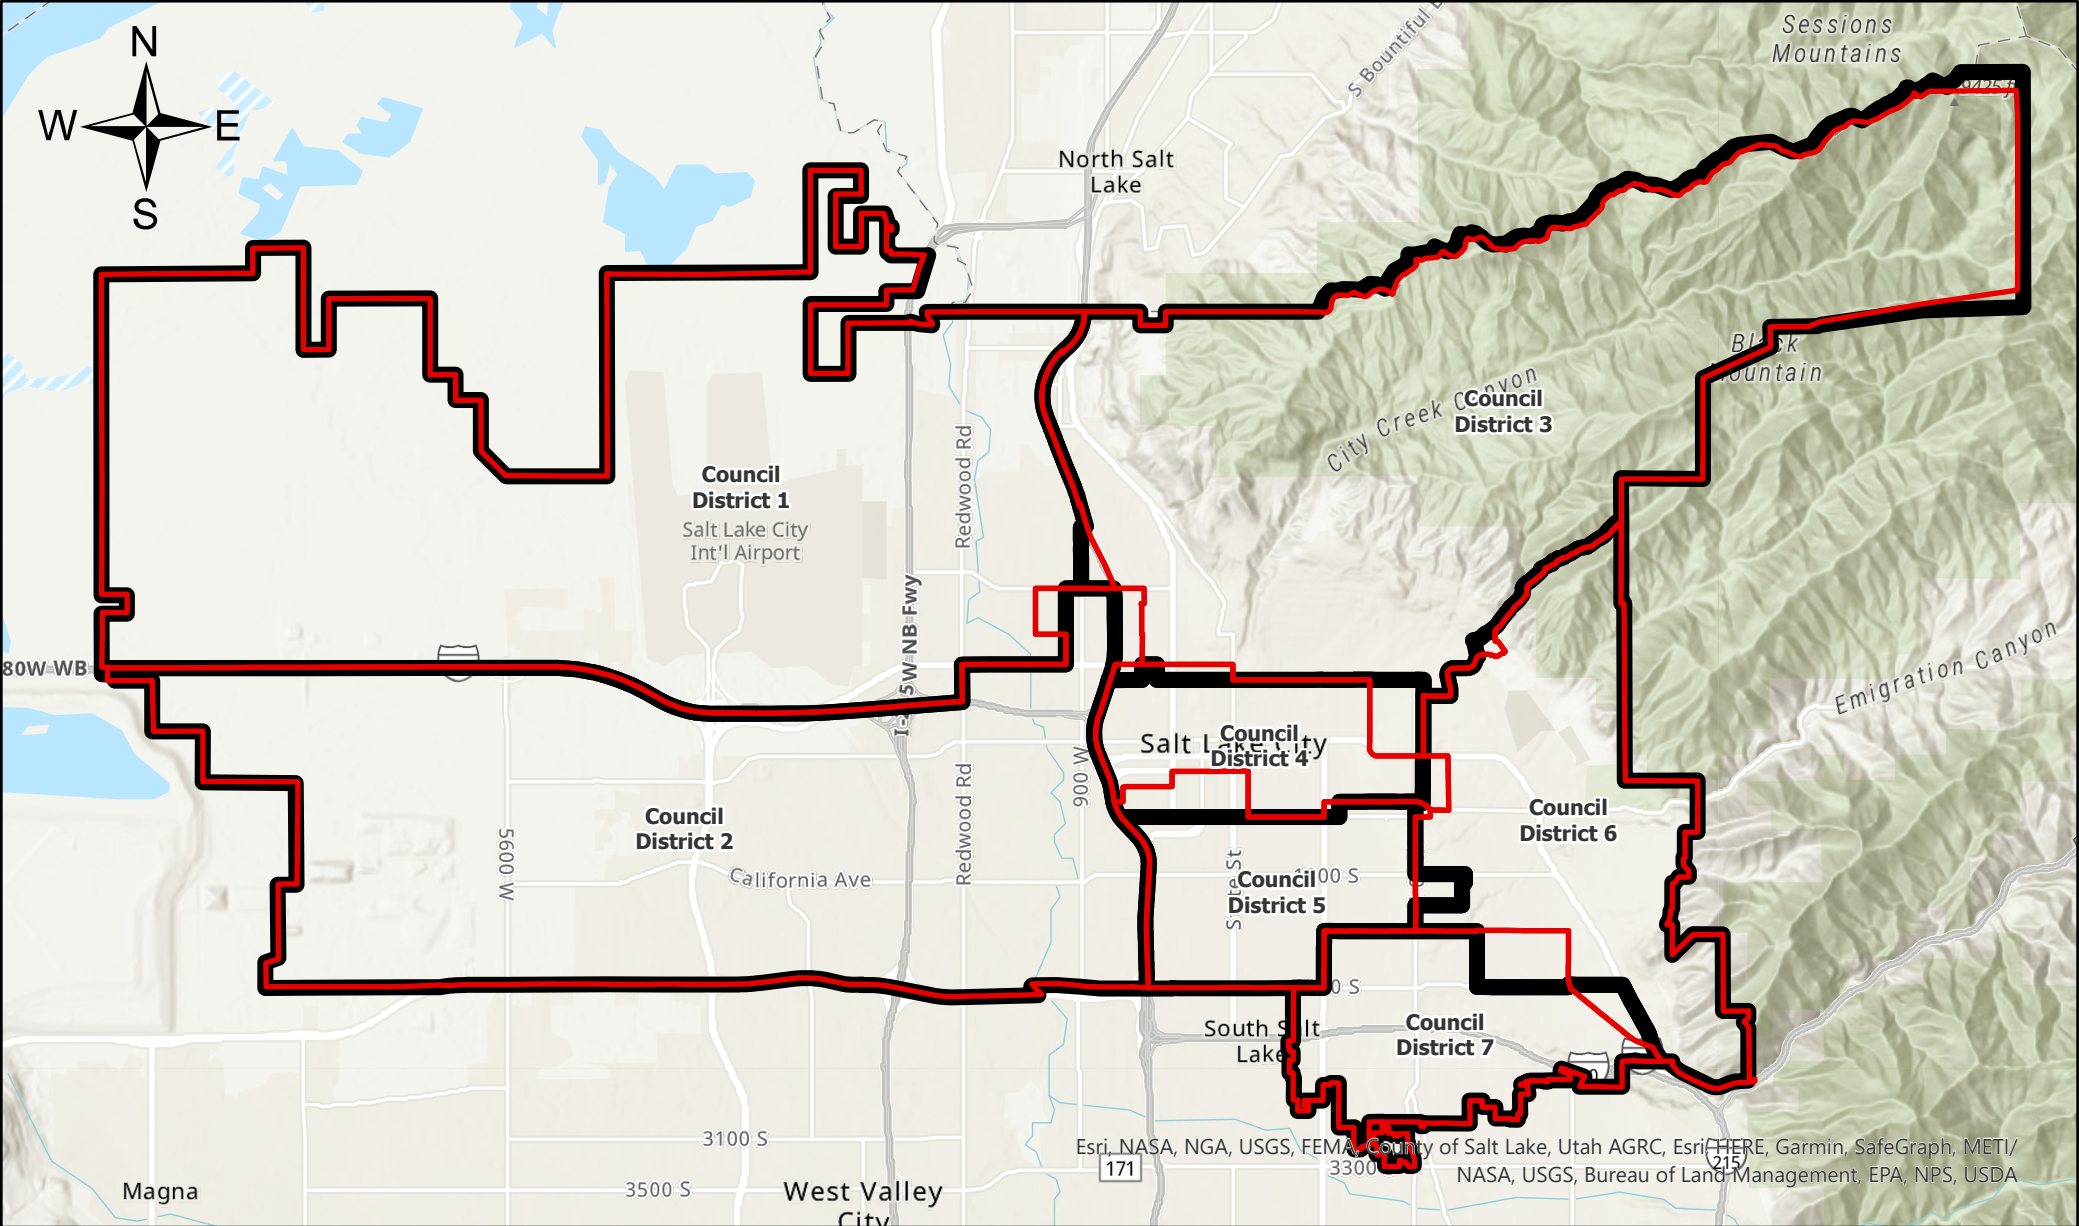 N
W
E
S
Sessions
Mountains
9425 f
North Salt
Lake
Black
Mountain
City Creek Canyon
Council
District 3
Council
District 1
Salt Lake City
Int'l Airport
Redwood Rd
I-215W NB Fwy
80W WB
Emigration Canyon
Salt Lake City
Council
District 4
900 W
Redwood Rd
Council
District 2
Council
District 6
5600 W
California Ave
State St
Council
District 5
South Salt
Lake
0 S
Council
District 7
3100 S
171
3300
215
Esri, NASA, NGA, USGS, FEMA, County of Salt Lake, Utah AGRC, Esri, HERE, Garmin, SafeGraph, METI/
NASA, USGS, Bureau of Land Management, EPA, NPS, USDA
Magna
3500 S
West Valley
City